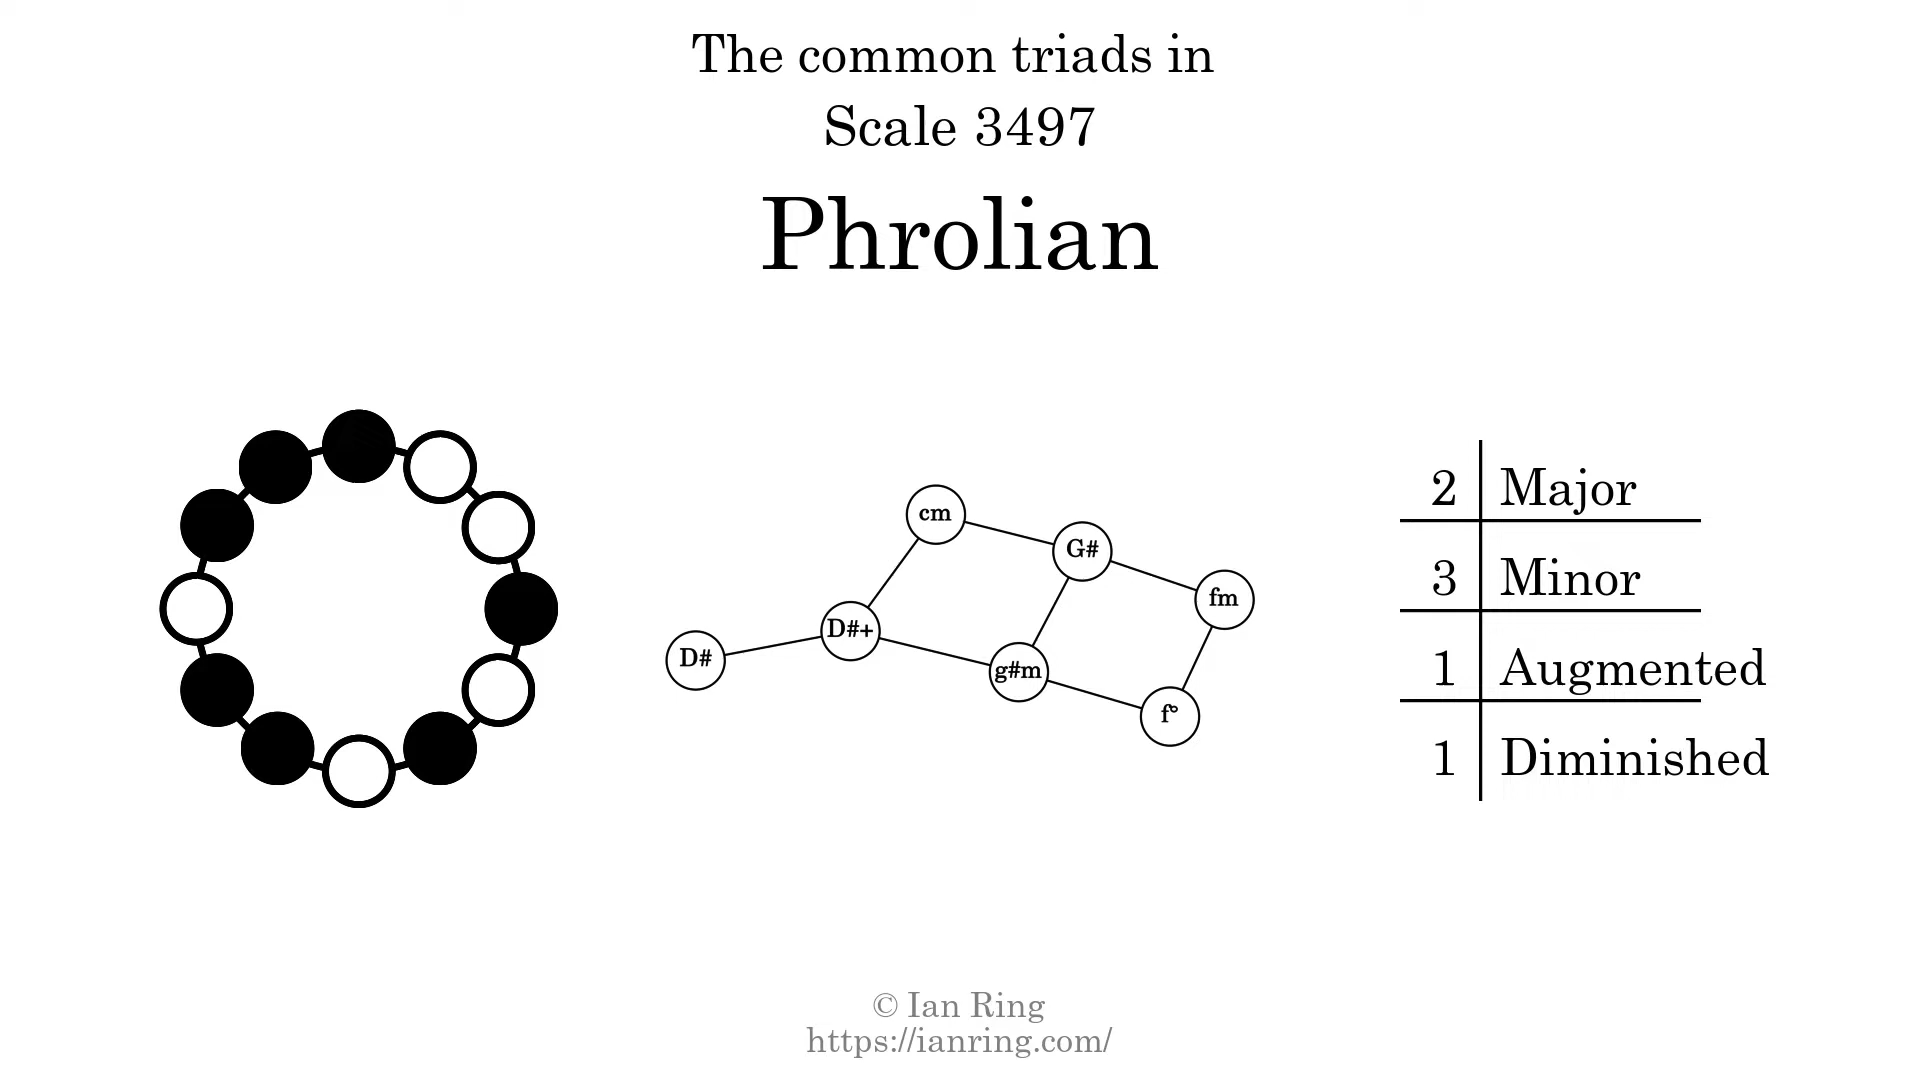 The common triads in
Scale 3497
Phrolian
cm
G#
fm
D#+
D#
g#m
f°
2 Major
3 Minor
1 Augmented
1 Diminished
© Ian Ring
https://ianring.com/